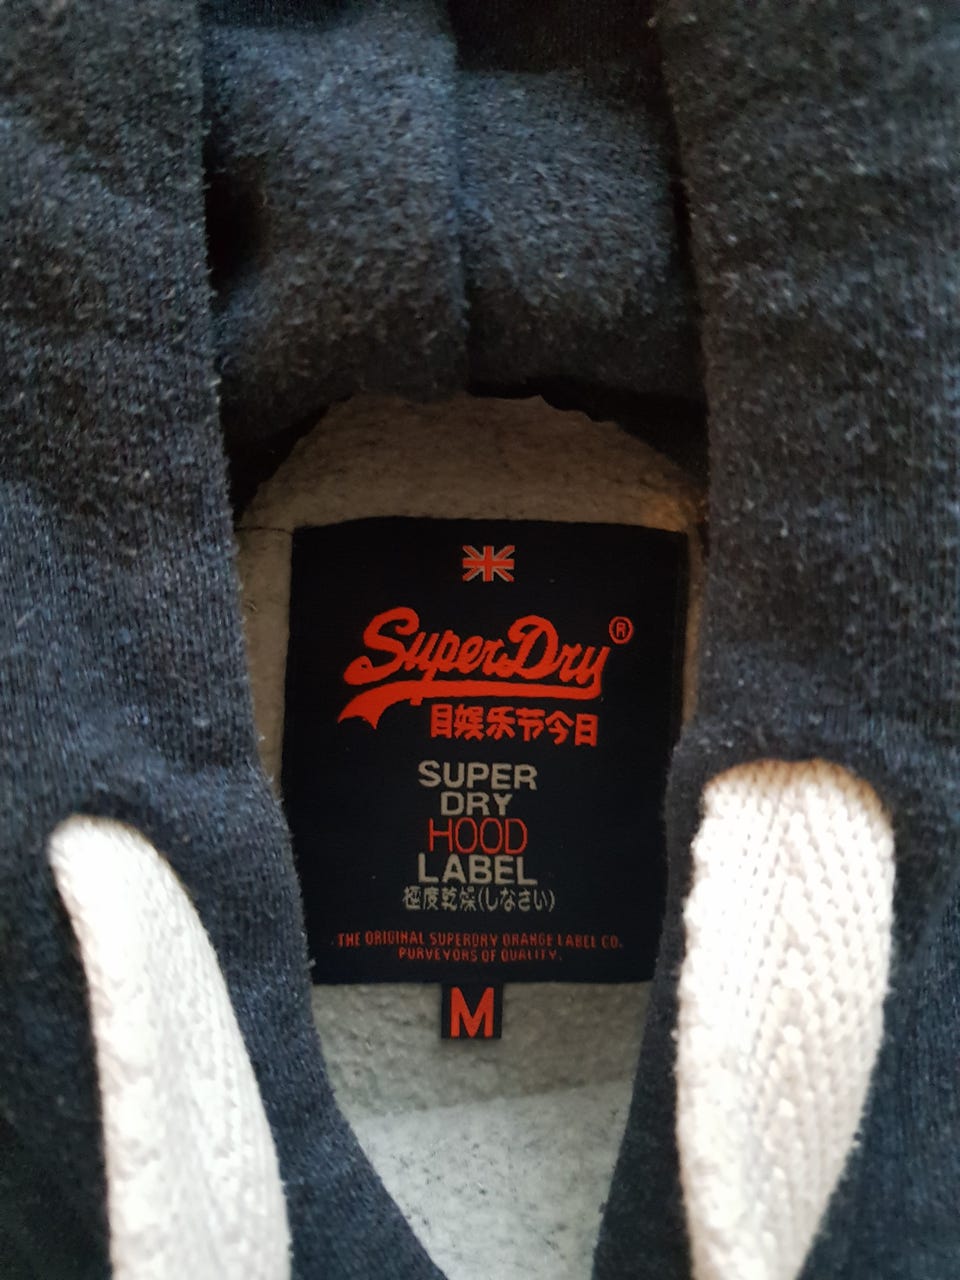 SuperDry®
目娱乐节今日
SUPER
DRY
HOOD
LABEL
極度乾燥(しなさい)
THE ORIGINAL SUPERDRY ORANGE LABEL CO.
PURVEYORS OF QUALITY.
M